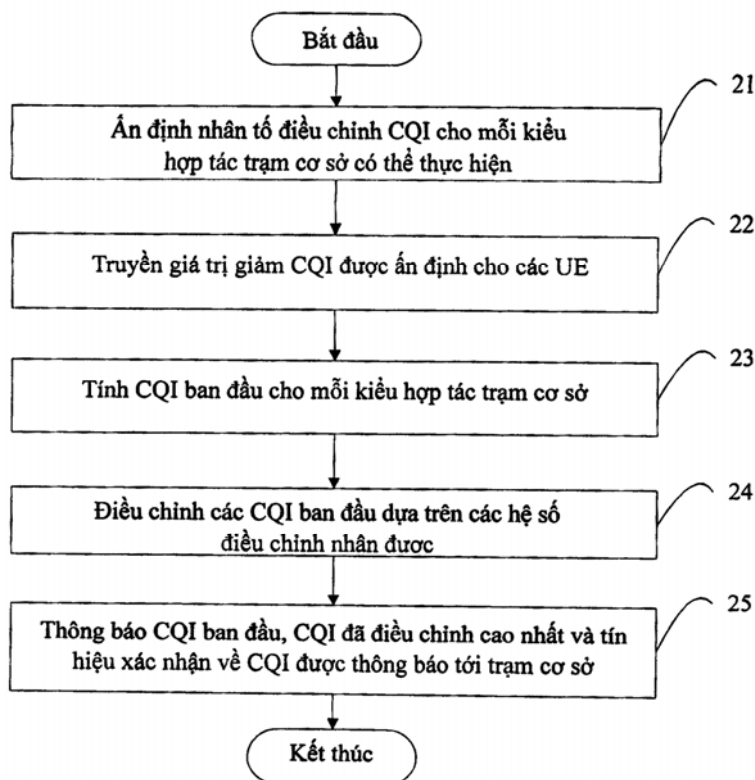 Bắt đầu
21
Ấn định nhân tố điều chỉnh CQI cho mỗi kiểu
hợp tác trạm cơ sở có thể thực hiện
22
Truyền giá trị giảm CQI được ấn định cho các UE
23
Tính CQI ban đầu cho mỗi kiểu hợp tác trạm cơ sở
24
Điều chỉnh các CQI ban đầu dựa trên các hệ số
điều chỉnh nhân được
25
Thông báo CQI ban đầu, CQI đã điều chỉnh cao nhất và tín
hiệu xác nhận về CQI được thông báo tới trạm cơ sở
Kết thúc